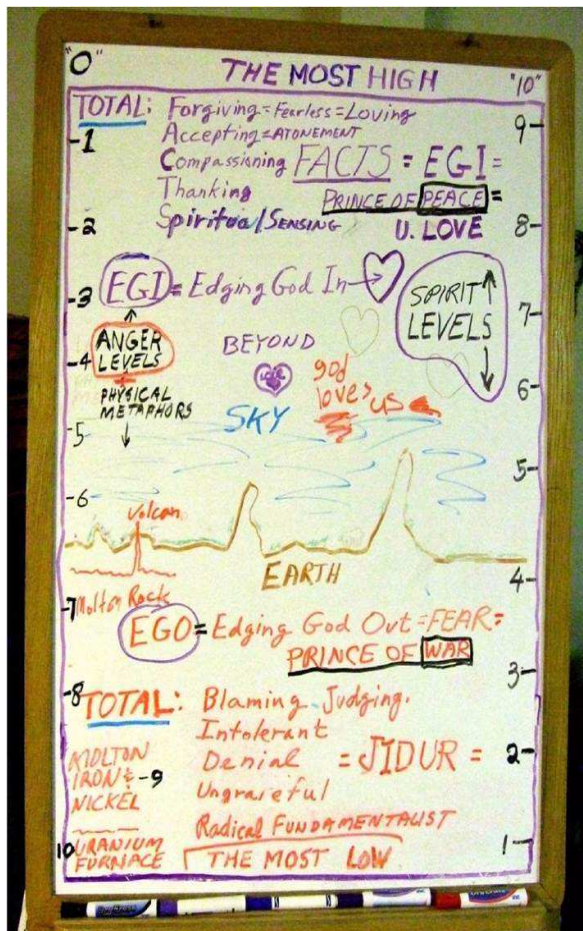 "0" THE MOST HIGH "10"
TOTAL: Forgiving = Fearless = Loving 9-
-1 Accepting = ATONEMENT
Compassioning FACTS = EGI =
Thanking PRINCE OF PEACE =
-2 Spiritual/SENSING U. LOVE 8-
-3 EGI = Edging God In → SPIRIT 7-
LEVELS
ANGER BEYOND
-4 LEVELS
LOVE god 6-
+ PHYSICAL loves us
METAPHORS SKY
-5 5-
-6
volcan
EARTH 4-
-7 Molton Rock
EGO = Edging God Out = FEAR =
PRINCE OF WAR 3-
-8 TOTAL: Blaming Judging.
Intolerant
MOLTON Denial = JIDUR = 2-
IRON & -9
NICKEL Ungraseful
Radical FUNDAMENTALIST
10 URANIUM THE MOST LOW 1-
FURNACE